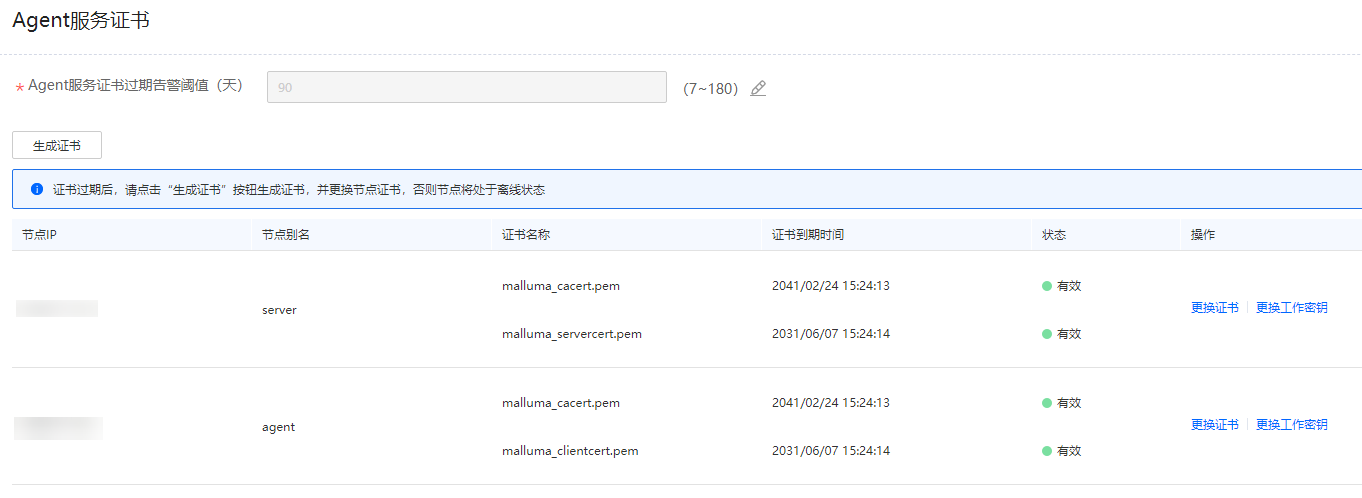 Agent服务证书
* Agent服务证书过期告警阈值（天） 90 （7~180）
生成证书
证书过期后，请点击“生成证书”按钮生成证书，并更换节点证书，否则节点将处于离线状态
节点IP 节点别名 证书名称 证书到期时间 状态 操作
malluma_cacert.pem 2041/02/24 15:24:13 有效
server 更换证书 更换工作密钥
malluma_servercert.pem 2031/06/07 15:24:14 有效
malluma_cacert.pem 2041/02/24 15:24:13 有效
agent 更换证书 更换工作密钥
malluma_clientcert.pem 2031/06/07 15:24:14 有效